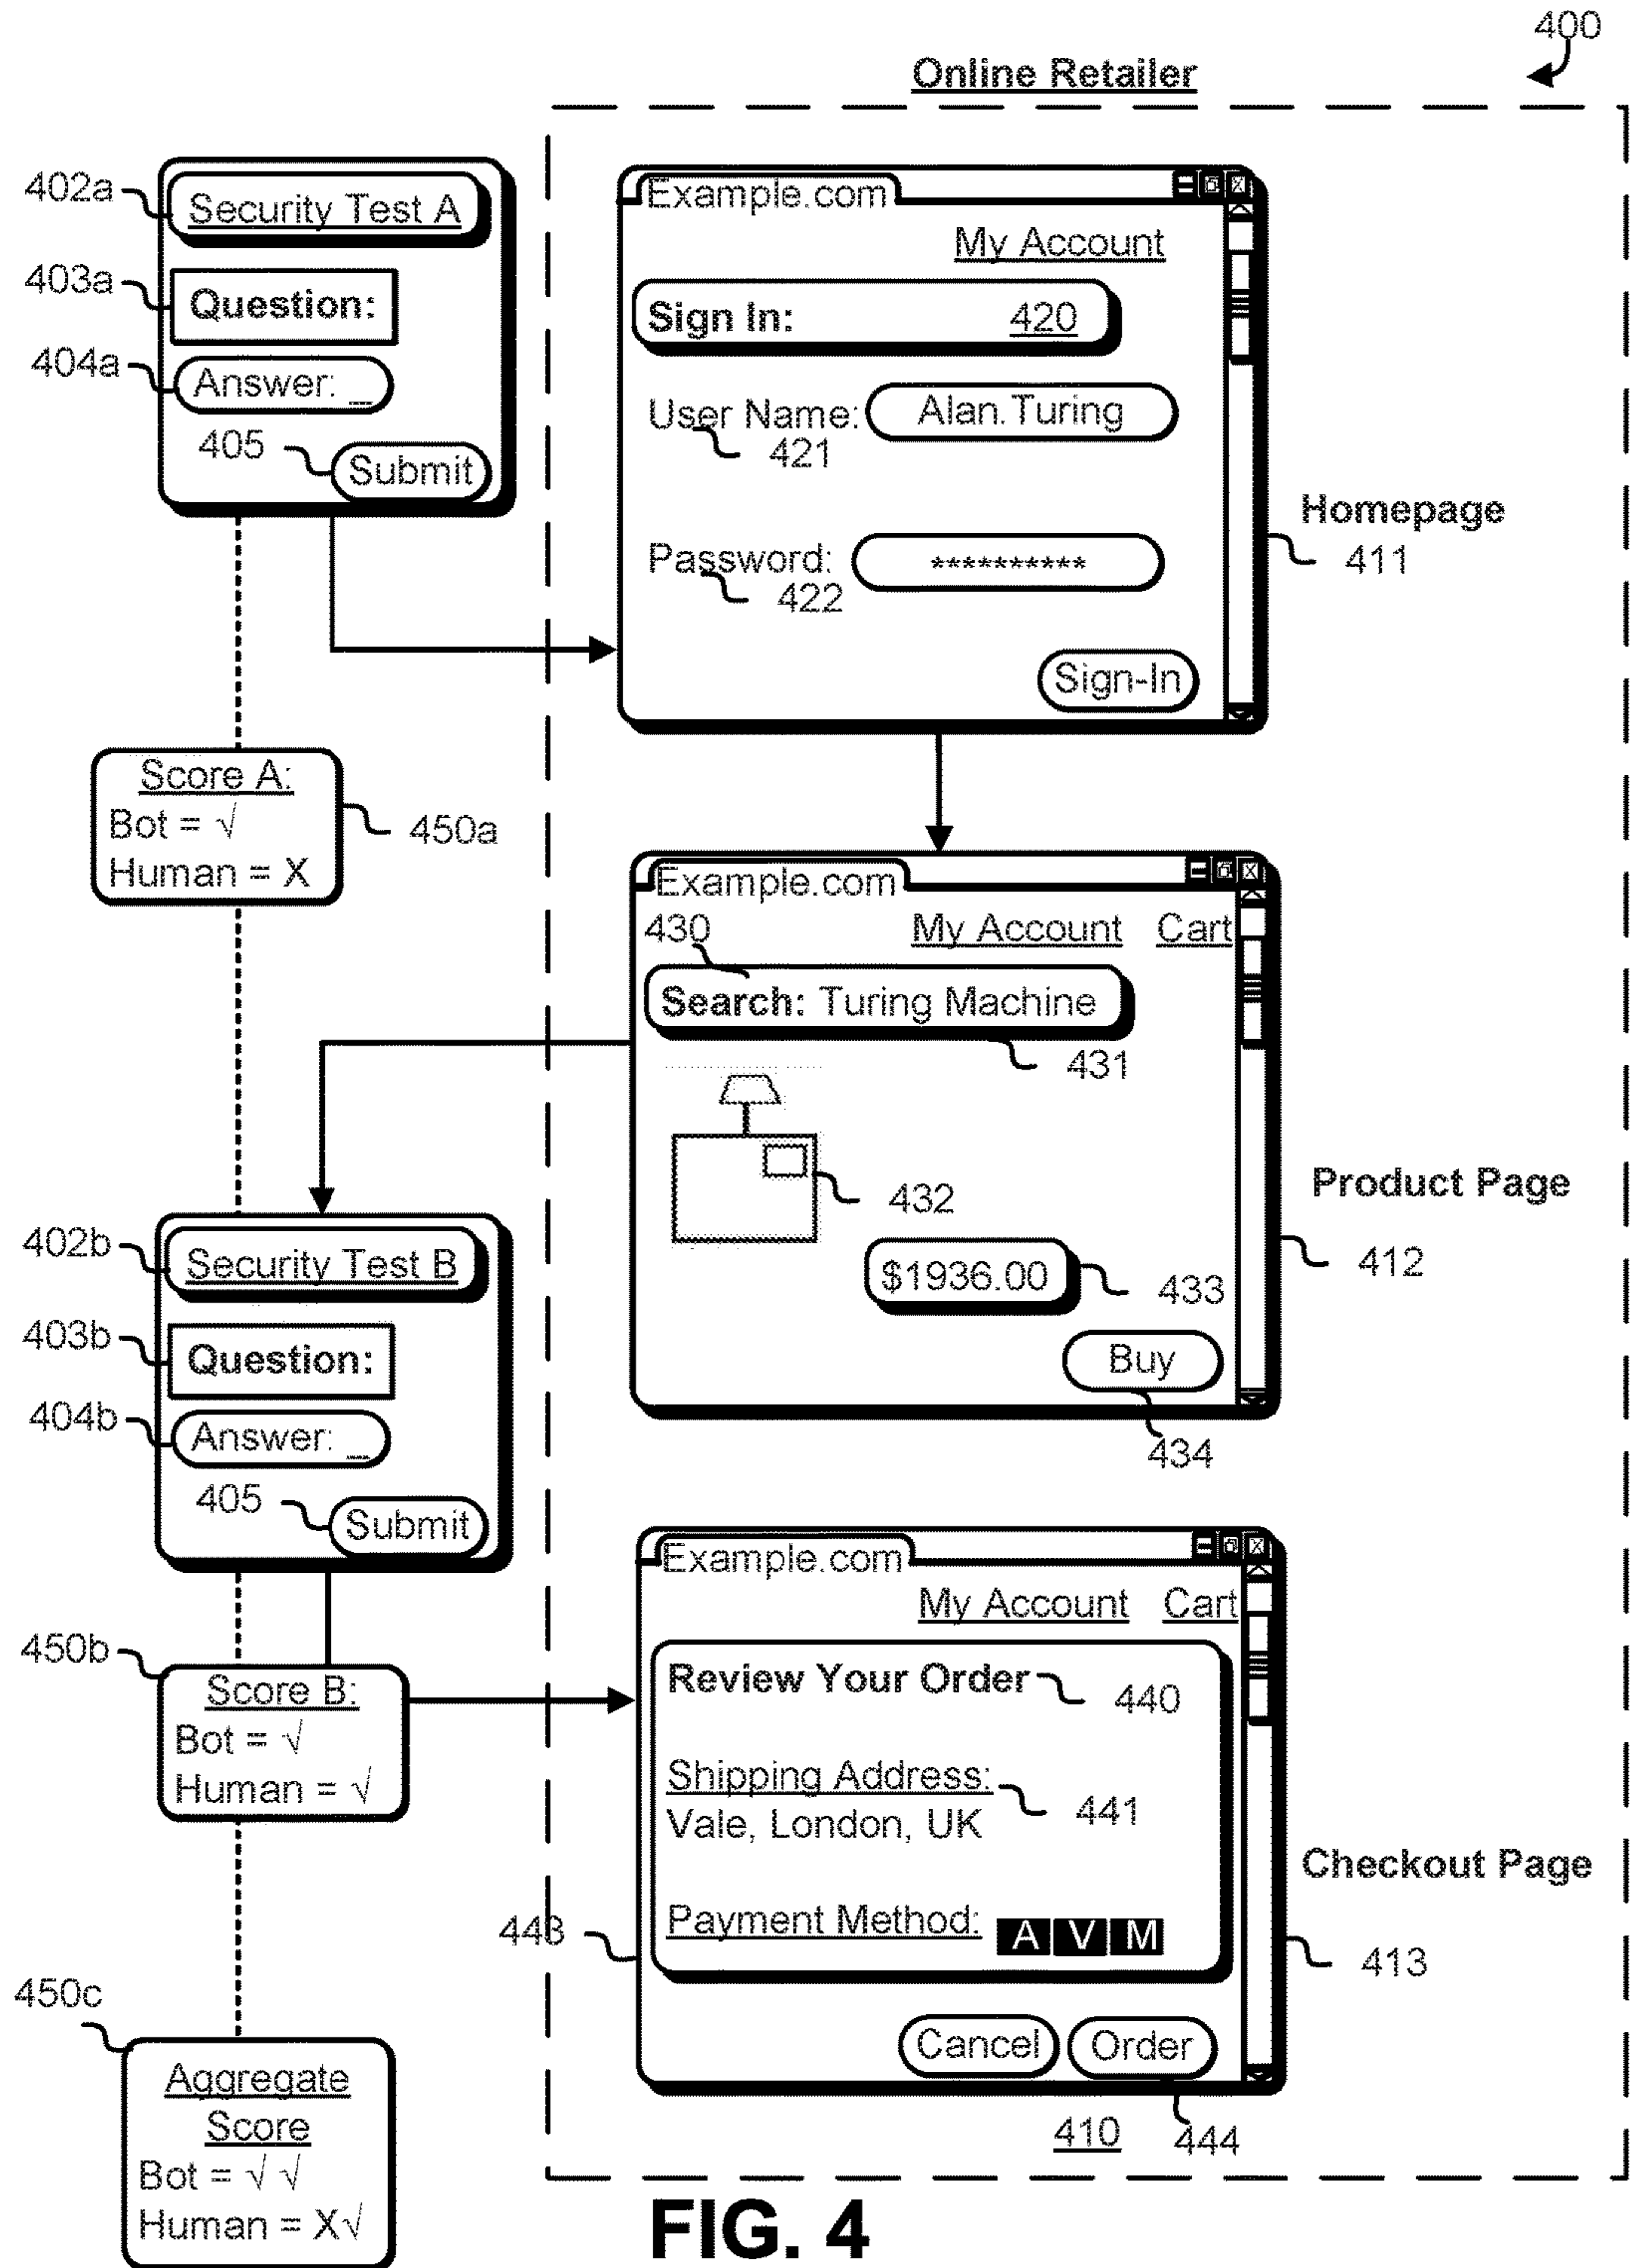 400
Online Retailer
402a
Security Test A
403a
Question:
404a
Answer: _
405
Submit
Example.com
My Account
Sign In: 420
User Name: Alan.Turing
421
Password: **********
422
Sign-In
Homepage
411
Score A:
Bot = √
Human = X
450a
Example.com
430
My Account Cart
Search: Turing Machine
431
432
$1936.00
433
Buy
434
Product Page
412
402b
Security Test B
403b
Question:
404b
Answer: _
405
Submit
450b
Score B:
Bot = √
Human = √
Example.com
My Account Cart
Review Your Order
440
Shipping Address:
441
Vale, London, UK
Payment Method: A V M
443
Cancel Order
444
410
Checkout Page
413
450c
Aggregate
Score
Bot = √ √
Human = X√
FIG. 4